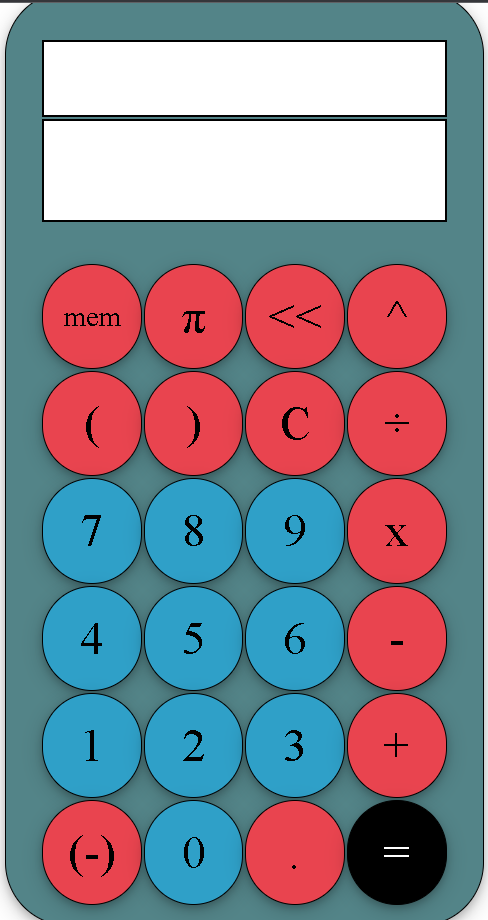 mem π << ^
( ) C ÷
7 8 9 x
4 5 6 -
1 2 3 +
(-) 0 . =